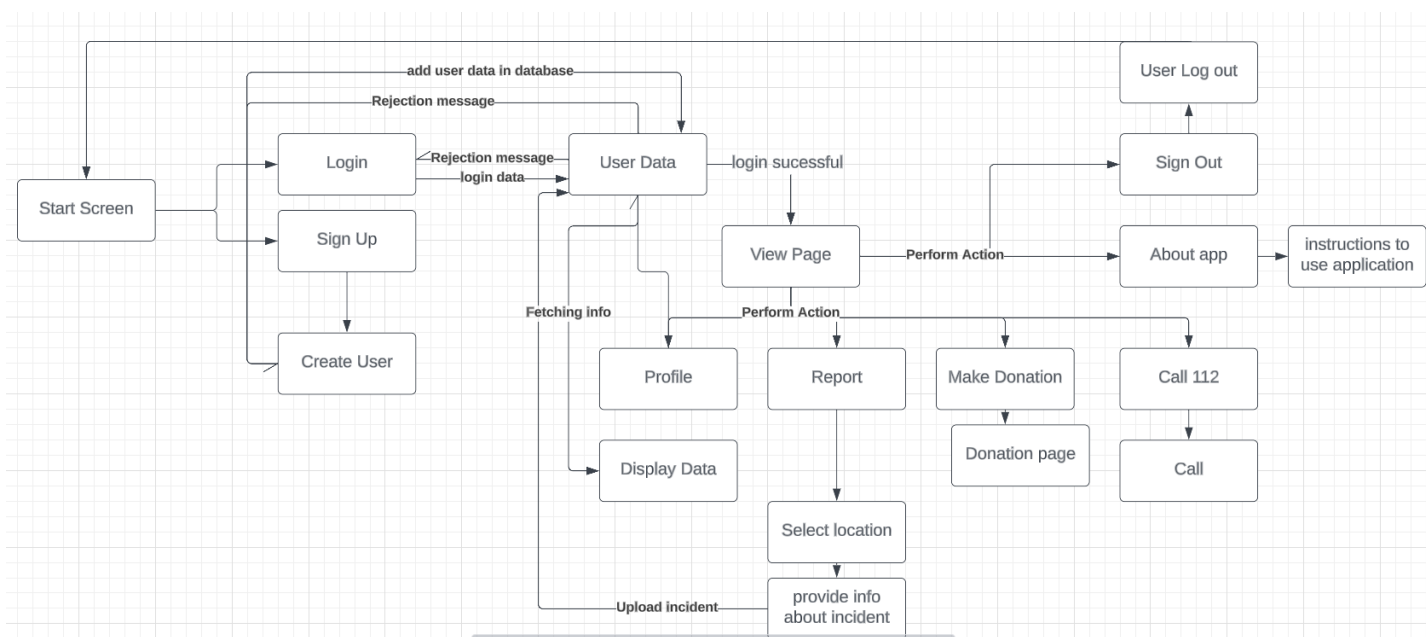 User Log out
add user data in database
Rejection message
Login
Rejection message
login data
User Data
login sucessful
Sign Out
Start Screen
Sign Up
View Page
Perform Action
About app
instructions to
use application
Fetching info
Perform Action
Create User
Profile
Report
Make Donation
Call 112
Donation page
Display Data
Call
Select location
Upload incident
provide info
about incident